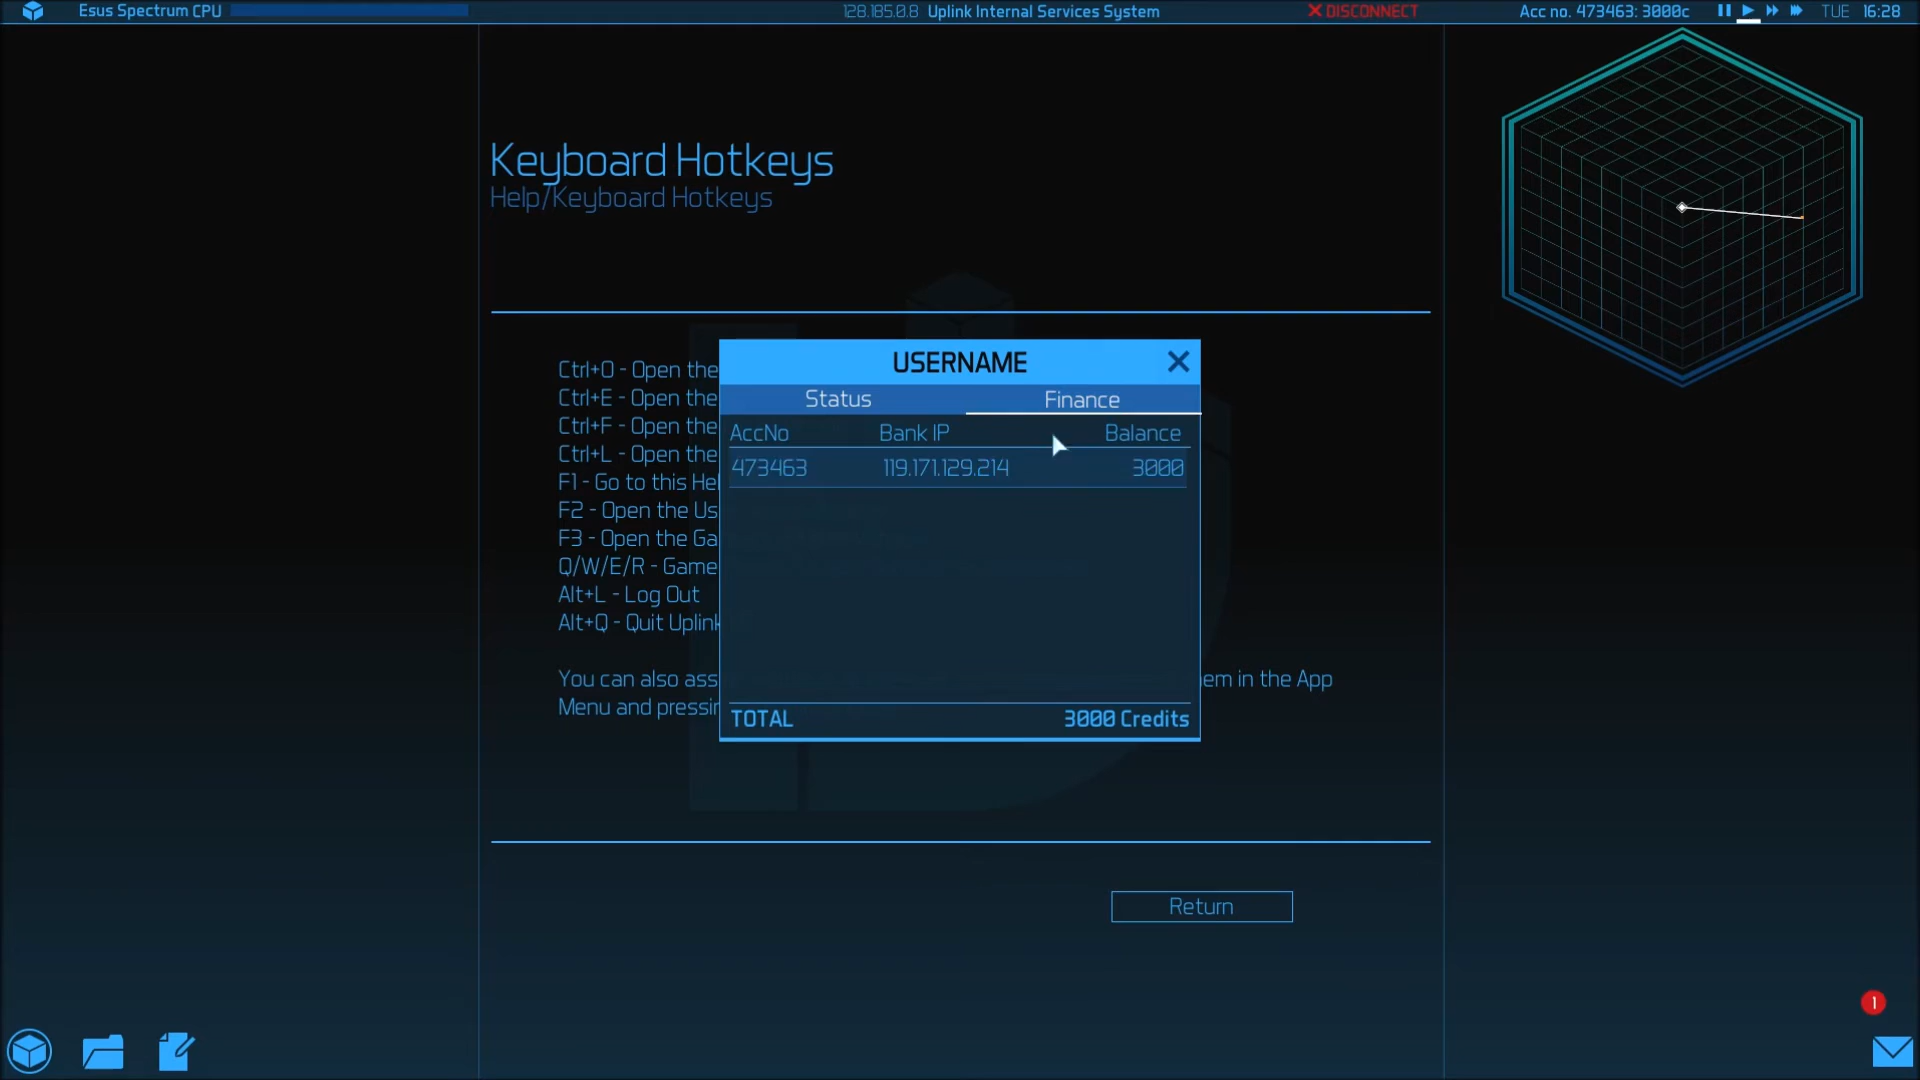 Esus Spectrum CPU
128.185.0.8 Uplink Internal Services System
DISCONNECT
Acc no. 473463: 3000c
TUE 16:28
Keyboard Hotkeys
Help/Keyboard Hotkeys
Ctrl+O - Open the
Ctrl+E - Open the
Ctrl+F - Open the
Ctrl+L - Open the
F1 - Go to this Hel
F2 - Open the Us
F3 - Open the Ga
Q/W/E/R - Game
Alt+L - Log Out
Alt+Q - Quit Uplink
You can also ass
em in the App
Menu and pressin
USERNAME
Status Finance
AccNo Bank IP Balance
473463 119.171.129.214 3000
TOTAL 3000 Credits
Return
1